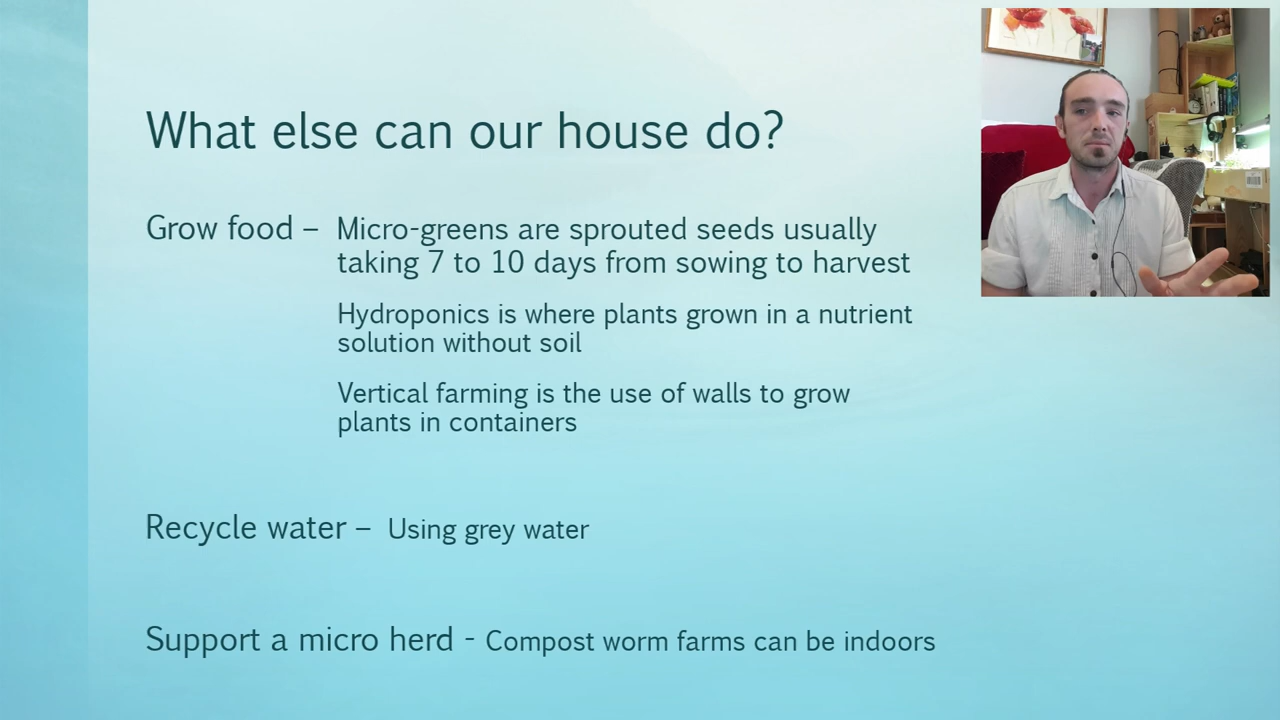 What else can our house do?
Grow food – Micro-greens are sprouted seeds usually
taking 7 to 10 days from sowing to harvest
Hydroponics is where plants grown in a nutrient
solution without soil
Vertical farming is the use of walls to grow
plants in containers
Recycle water – Using grey water
Support a micro herd - Compost worm farms can be indoors